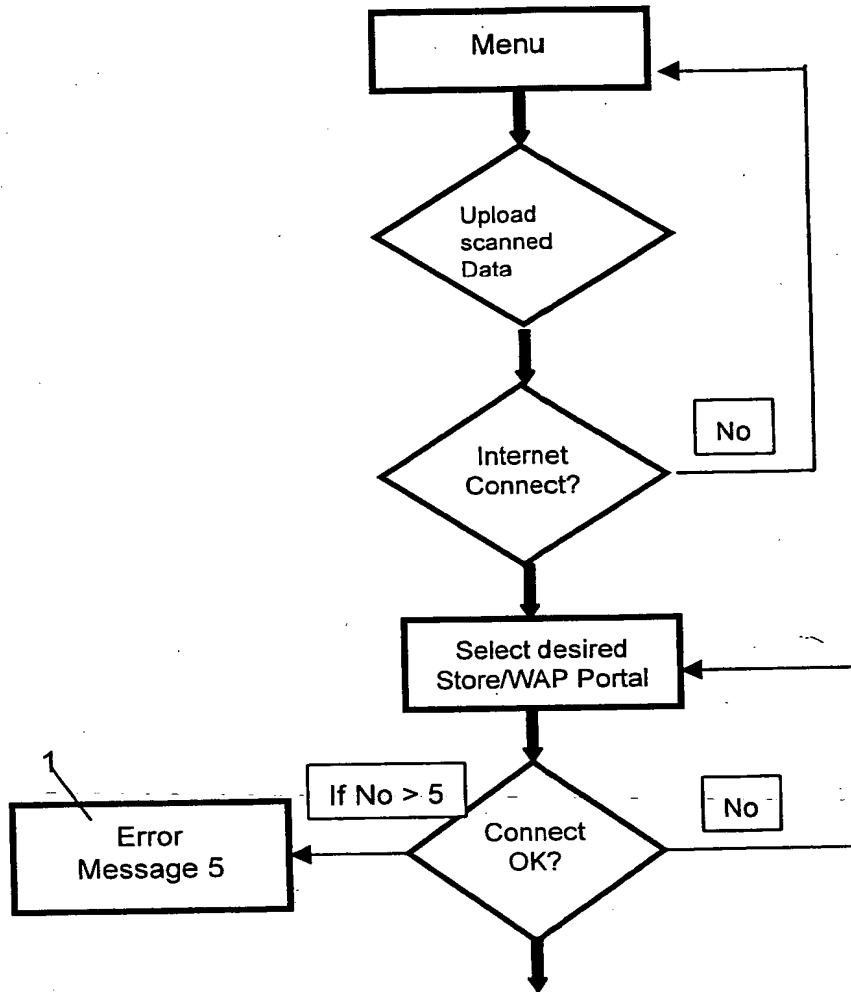 Menu
Upload
scanned
Data
Internet
Connect?
No
Select desired
Store/WAP Portal
1
If No > 5
No
Error
Message 5
Connect
OK?